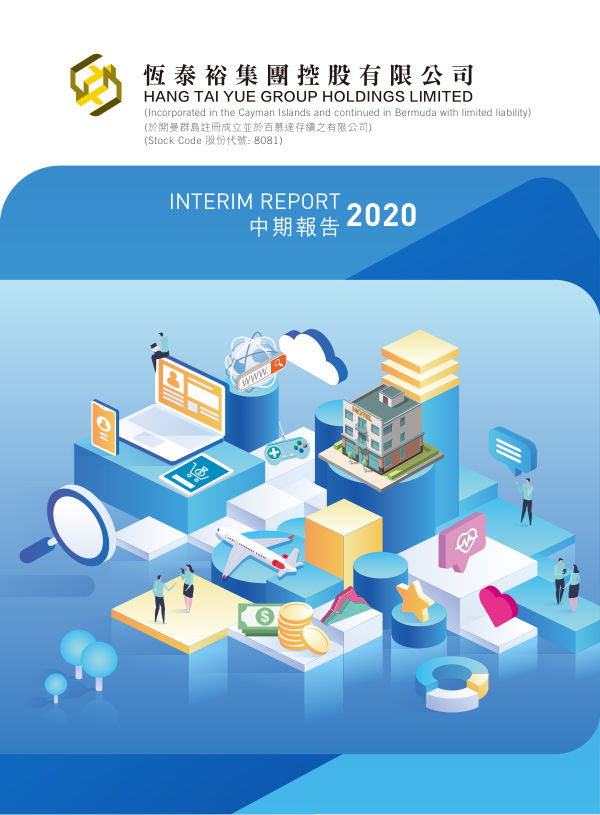 恆泰裕集團控股有限公司
HANG TAI YUE GROUP HOLDINGS LIMITED
(Incorporated in the Cayman Islands and continued in Bermuda with limited liability)
(於開曼群島註冊成立並於百慕達存續之有限公司)
(Stock Code 股份代號: 8081)
INTERIM REPORT
中期報告 2020
WWW.
HOTEL
$